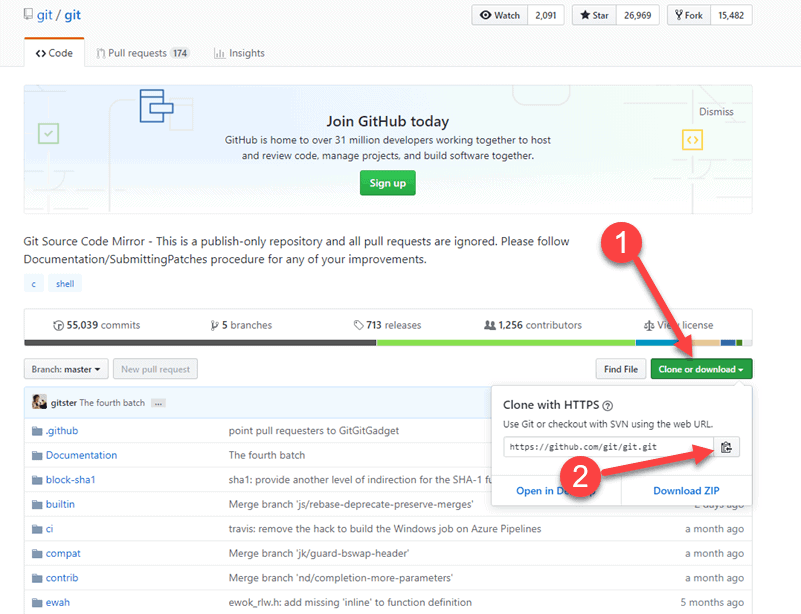 git / git
Watch 2,091 Star 26,969 Fork 15,482
Code Pull requests 174 Insights
Join GitHub today
Dismiss
GitHub is home to over 31 million developers working together to host
and review code, manage projects, and build software together.
Sign up
Git Source Code Mirror - This is a publish-only repository and all pull requests are ignored. Please follow
Documentation/SubmittingPatches procedure for any of your improvements.
c shell
1
55,039 commits 5 branches 713 releases 1,256 contributors View license
Branch: master New pull request Find File Clone or download
gitster The fourth batch ...
Clone with HTTPS ?
Use Git or checkout with SVN using the web URL.
https://github.com/git/git.git
2
Open in Download ZIP
.github point pull requesters to GitGitGadget
Documentation The fourth batch
block-sha1 sha1: provide another level of indirection for the SHA-1
builtin Merge branch 'js/rebase-deprecate-preserve-merges' days ago
ci travis: remove the hack to build the Windows job on Azure Pipelines a month ago
compat Merge branch 'jk/guard-bswap-header' a month ago
contrib Merge branch 'nd/completion-more-parameters' a month ago
ewah ewok_rlw.h: add missing 'inline' to function definition 5 months ago